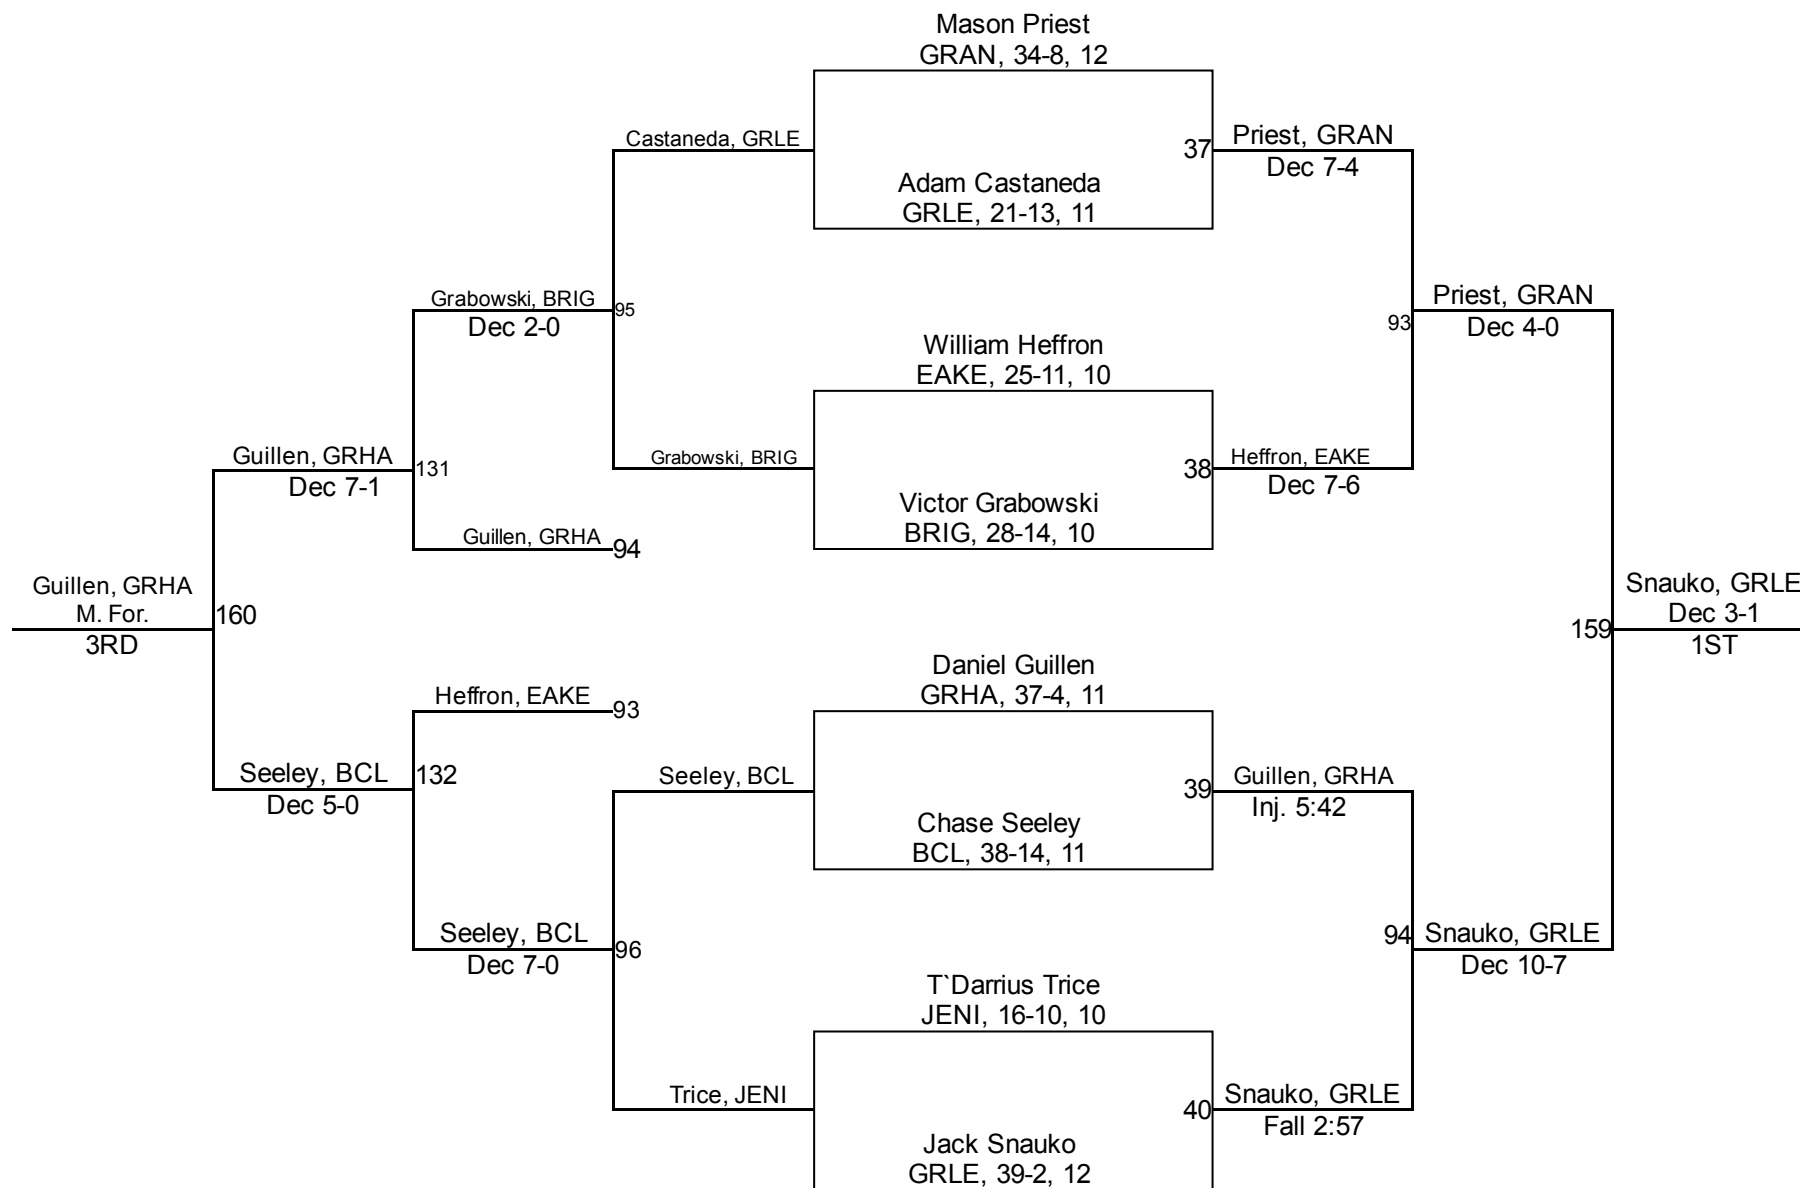 Mason Priest
GRAN, 34-8, 12
Castaneda, GRLE
37
Priest, GRAN
Dec 7-4
Adam Castaneda
GRLE, 21-13, 11
Grabowski, BRIG
Dec 2-0
95
93
Priest, GRAN
Dec 4-0
William Heffron
EAKE, 25-11, 10
Guillen, GRHA
Dec 7-1
131
Grabowski, BRIG
38
Heffron, EAKE
Dec 7-6
Victor Grabowski
BRIG, 28-14, 10
Guillen, GRHA
94
Guillen, GRHA
M. For.
3RD
160
159
Snauko, GRLE
Dec 3-1
1ST
Daniel Guillen
GRHA, 37-4, 11
Heffron, EAKE
93
Seeley, BCL
Dec 5-0
132
Seeley, BCL
39
Guillen, GRHA
Inj. 5:42
Chase Seeley
BCL, 38-14, 11
Seeley, BCL
Dec 7-0
96
94
Snauko, GRLE
Dec 10-7
T`Darrius Trice
JENI, 16-10, 10
Trice, JENI
40
Snauko, GRLE
Fall 2:57
Jack Snauko
GRLE, 39-2, 12